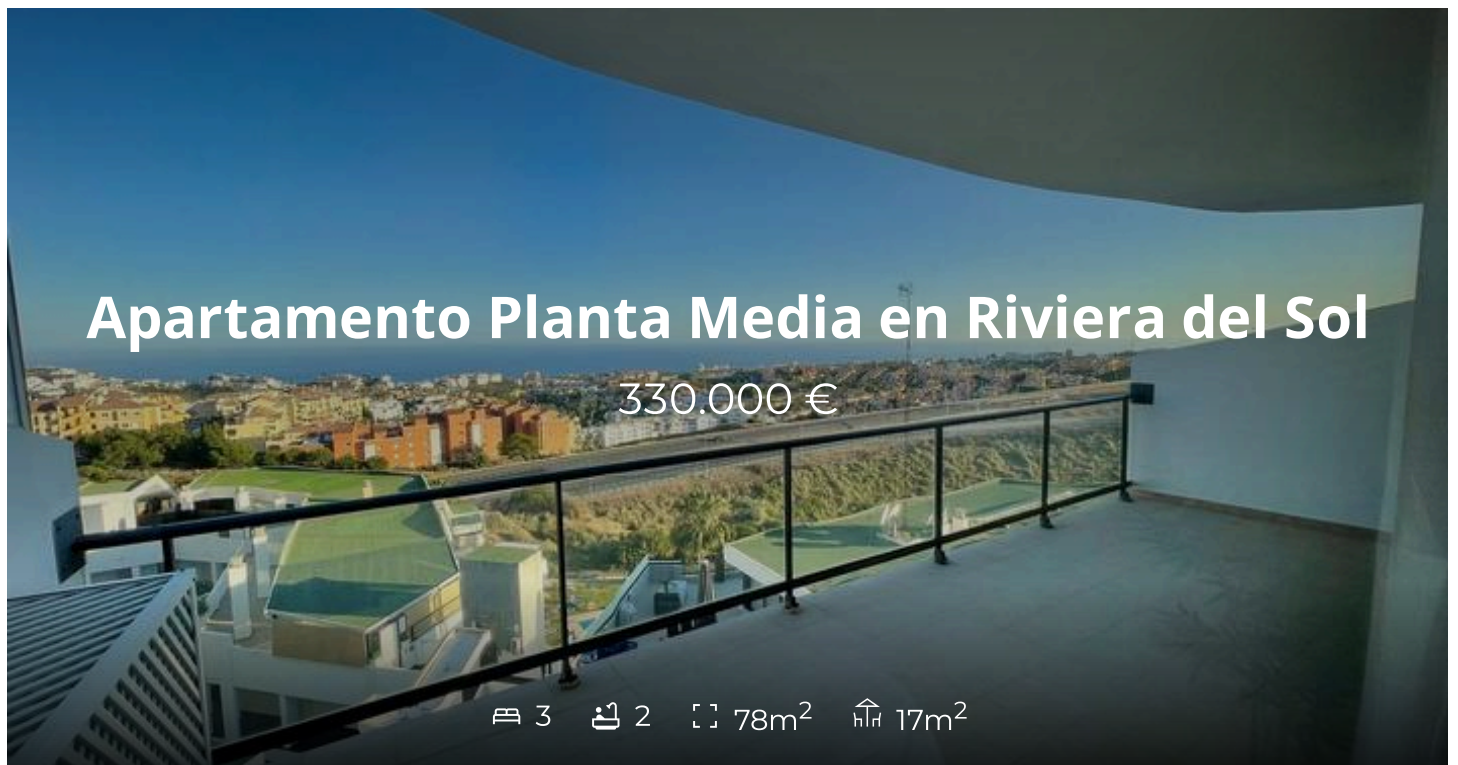 Apartamento Planta Media en Riviera del Sol
330.000 €
3 2 78m² 17m²